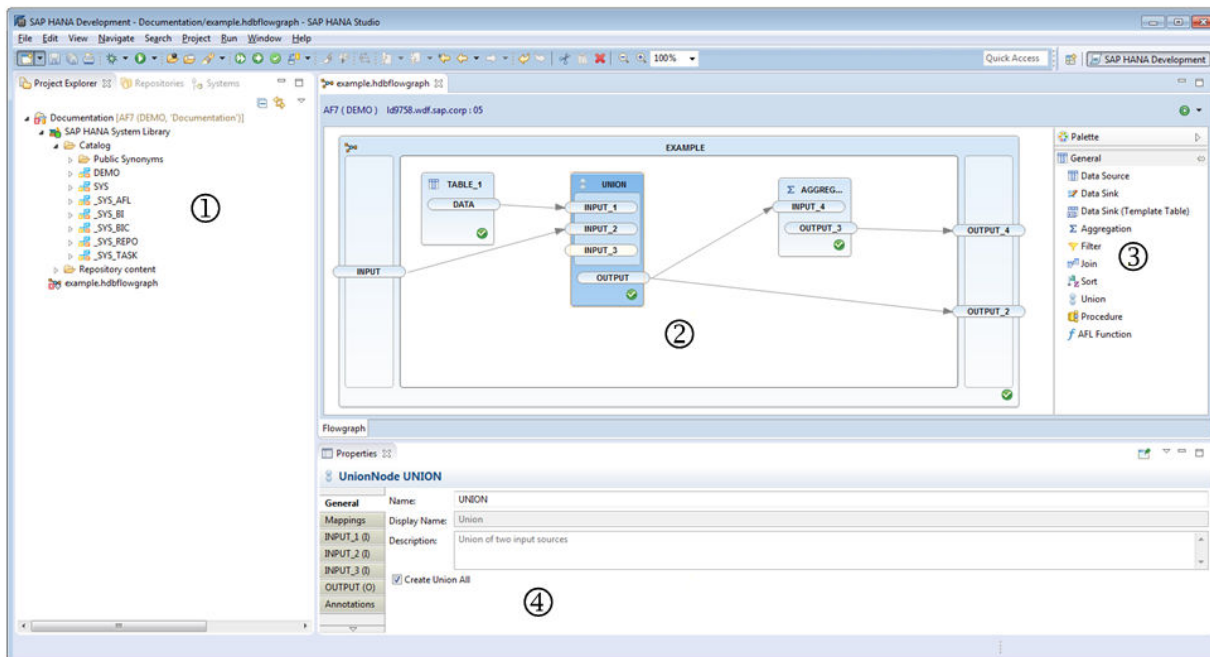 SAP HANA Development - Documentation/example.hdbflowgraph - SAP HANA Studio
File Edit View Navigate Search Project Run Window Help
100%
Quick Access
SAP HANA Development
Project Explorer
Repositories
Systems
Documentation [AF7 (DEMO, 'Documentation')]
SAP HANA System Library
Catalog
Public Synonyms
DEMO
SYS
_SYS_AFL
_SYS_BI
_SYS_BIC
_SYS_REPO
_SYS_TASK
Repository content
example.hdbflowgraph
①
example.hdbflowgraph
AF7 ( DEMO ) ld9758.wdf.sap.corp : 05
EXAMPLE
INPUT
TABLE_1
DATA
UNION
INPUT_1
INPUT_2
INPUT_3
OUTPUT
AGGREG...
INPUT_4
OUTPUT_3
OUTPUT_4
OUTPUT_2
②
Palette
General
Data Source
Data Sink
Data Sink (Template Table)
Aggregation
Filter
Join
Sort
Union
Procedure
AFL Function
③
Flowgraph
Properties
UnionNode UNION
General
Mappings
INPUT_1 (I)
INPUT_2 (I)
INPUT_3 (I)
OUTPUT (O)
Annotations
Name: UNION
Display Name: Union
Description: Union of two input sources
Create Union All
④